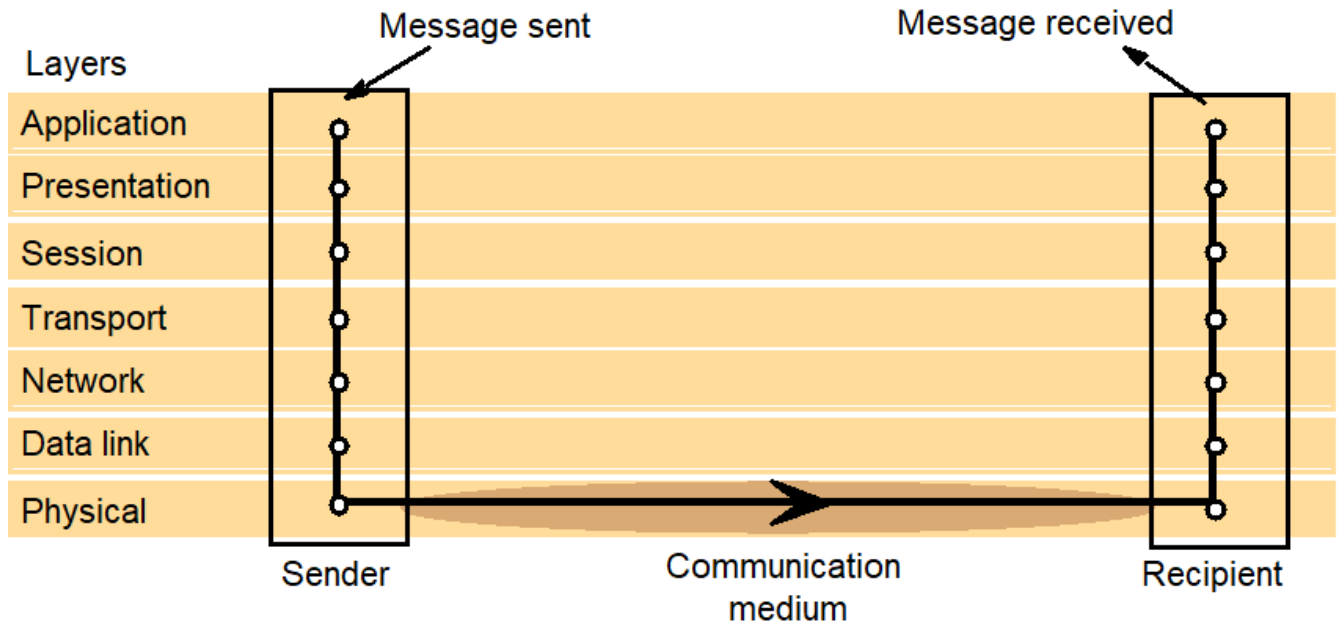 Message sent
Message received
Layers
Application
Presentation
Session
Transport
Network
Data link
Physical
Sender
Communication
medium
Recipient